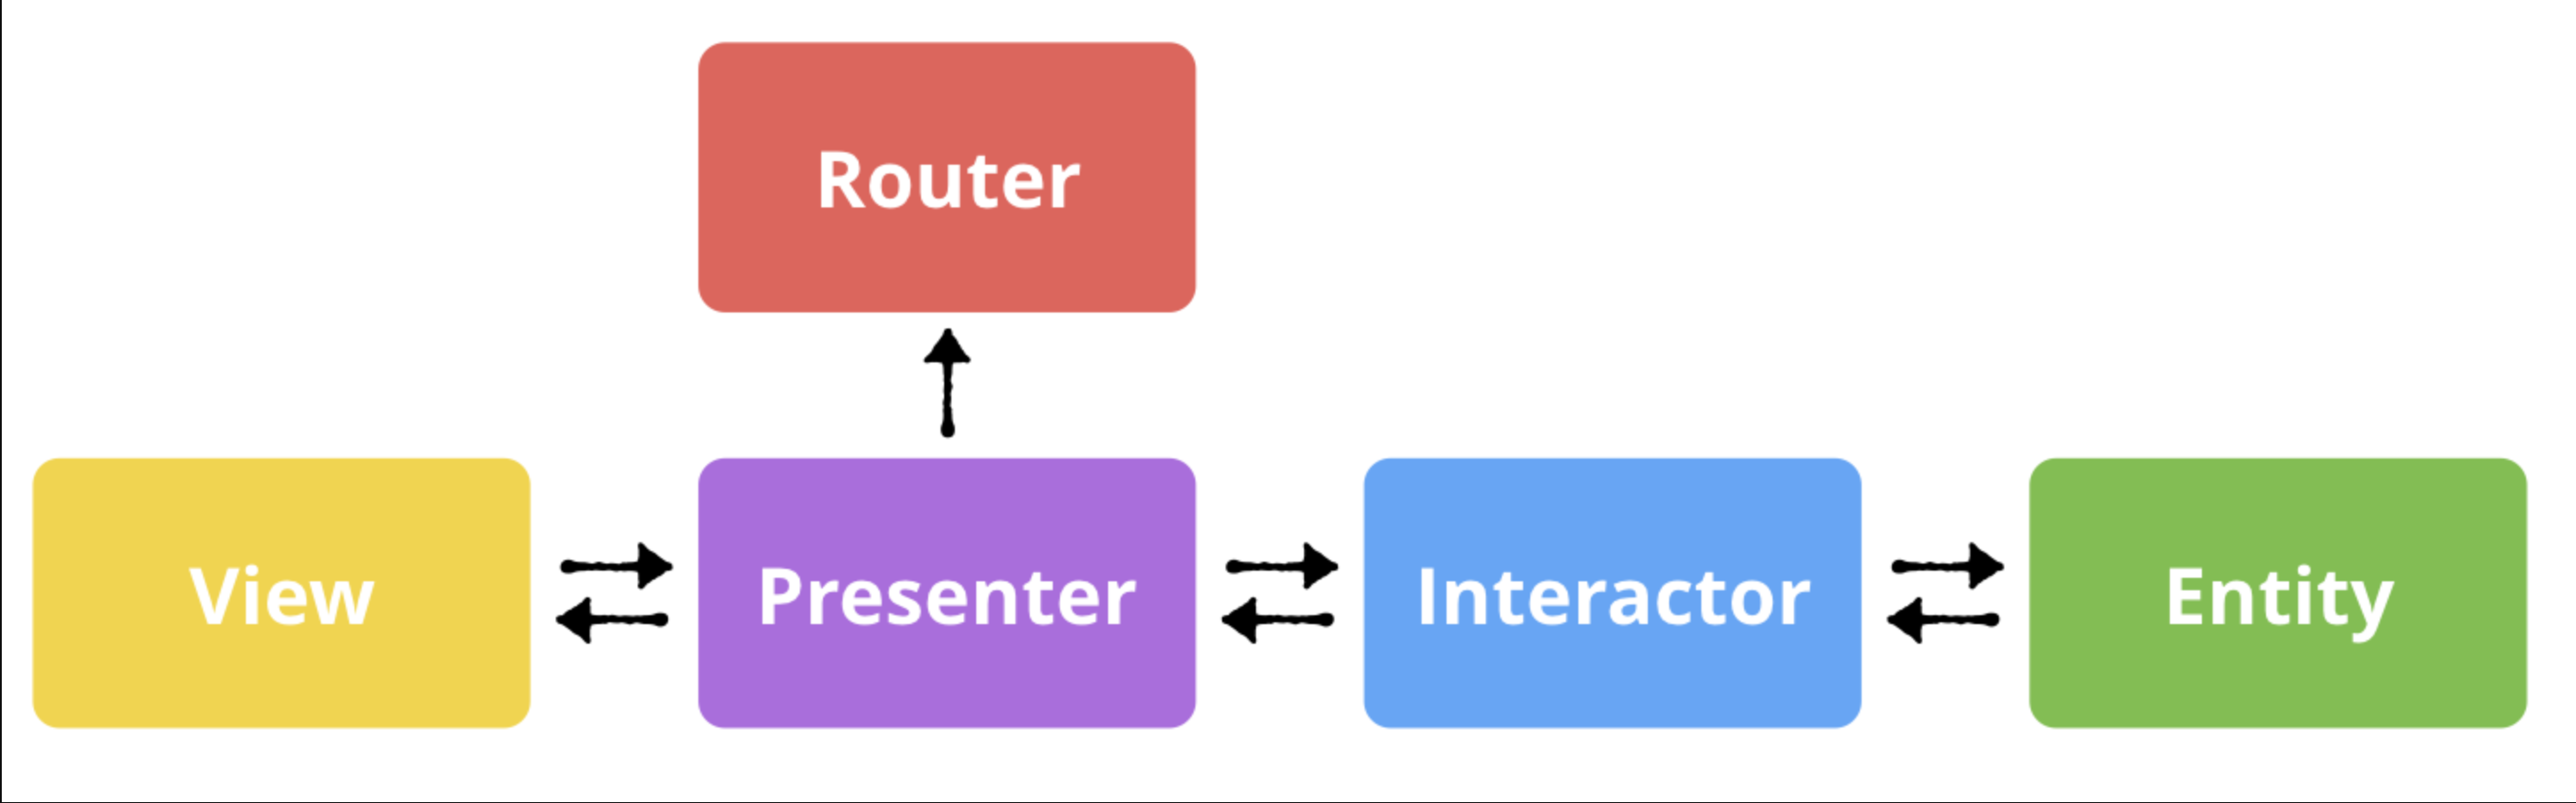 Router
View
Presenter
Interactor
Entity